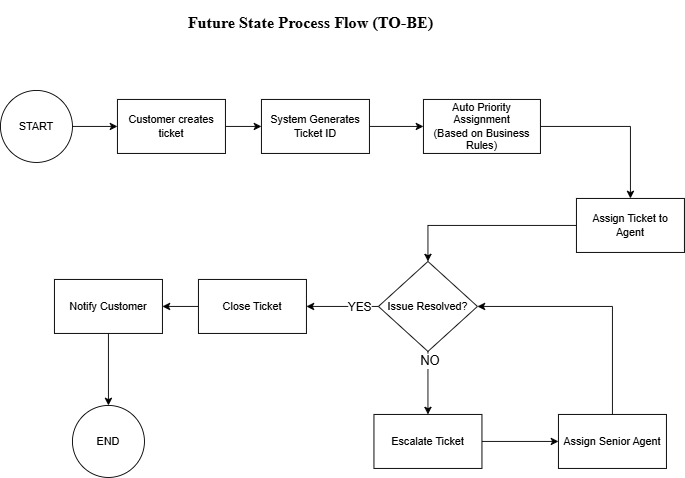 Future State Process Flow (TO-BE)
START
Customer creates
ticket
System Generates
Ticket ID
Auto Priority
Assignment
(Based on Business
Rules)
Assign Ticket to
Agent
Notify Customer
Close Ticket
YES
Issue Resolved?
NO
END
Escalate Ticket
Assign Senior Agent